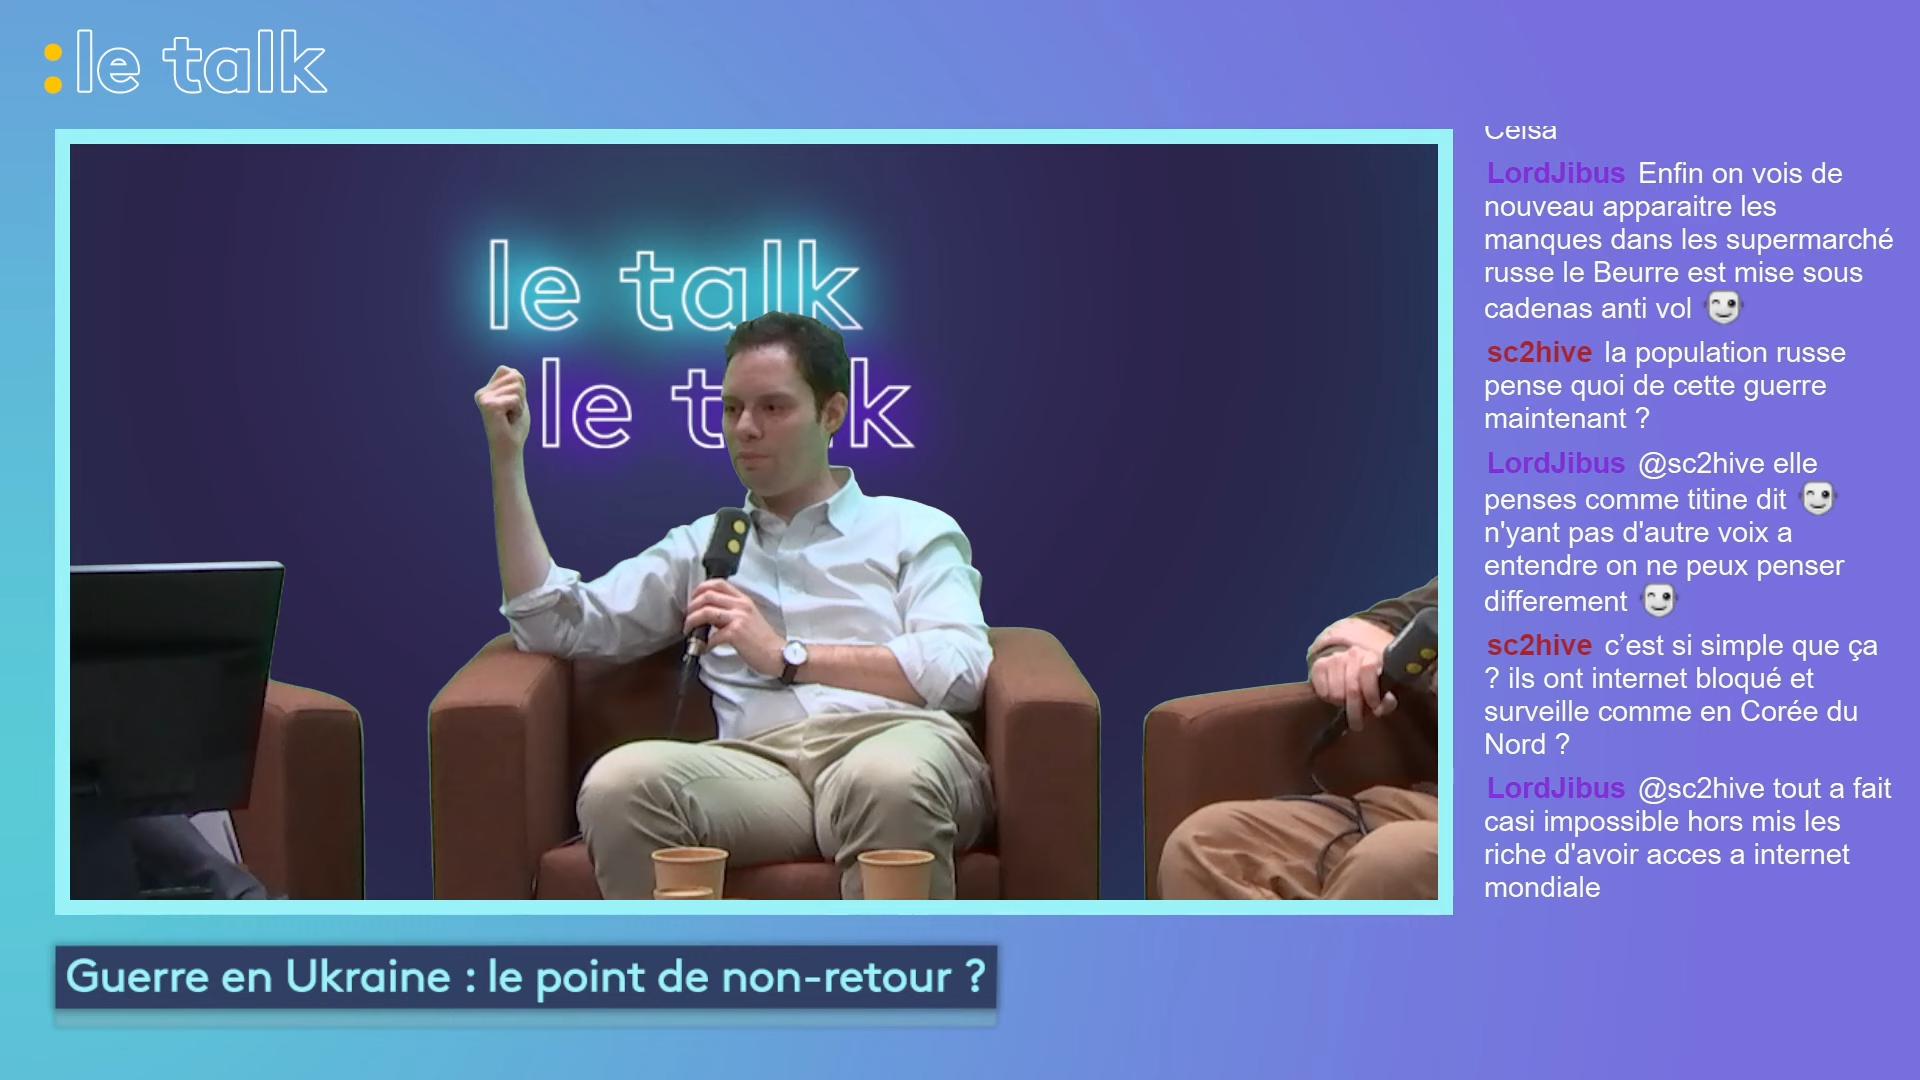 : le talk
le talk
le t k
Celsa
LordJibus Enfin on vois de
nouveau apparaitre les
manques dans les supermarché
russe le Beurre est mise sous
cadenas anti vol
sc2hive la population russe
pense quoi de cette guerre
maintenant ?
LordJibus @sc2hive elle
penses comme titine dit
n'yant pas d'autre voix a
entendre on ne peux penser
differement
sc2hive c’est si simple que ça
? ils ont internet bloqué et
surveille comme en Corée du
Nord ?
LordJibus @sc2hive tout a fait
casi impossible hors mis les
riche d'avoir acces a internet
mondiale
Guerre en Ukraine : le point de non-retour ?